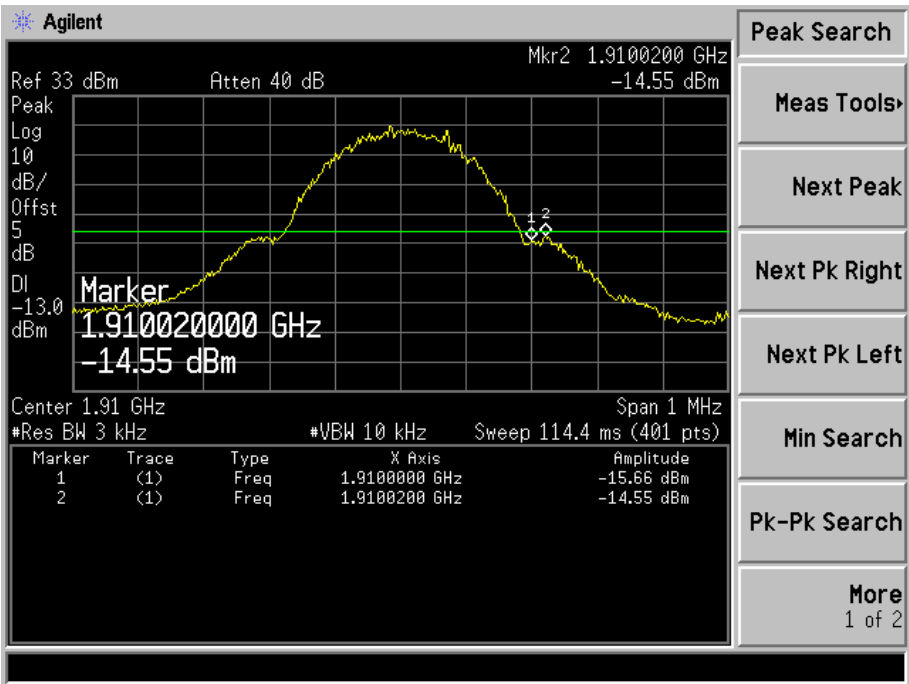 Agilent
Peak Search
Mkr2 1.9100200 GHz
Ref 33 dBm Atten 40 dB -14.55 dBm
Peak
Log
10
dB/
Offst
5
dB
DI
-13.0
dBm
1 2
Marker
1.910020000 GHz
-14.55 dBm
Center 1.91 GHz Span 1 MHz
#Res BW 3 kHz #VBW 10 kHz Sweep 114.4 ms (401 pts)
Marker Trace Type X Axis Amplitude
1 (1) Freq 1.9100000 GHz -15.66 dBm
2 (1) Freq 1.9100200 GHz -14.55 dBm
Meas Tools
Next Peak
Next Pk Right
Next Pk Left
Min Search
Pk-Pk Search
More
1 of 2